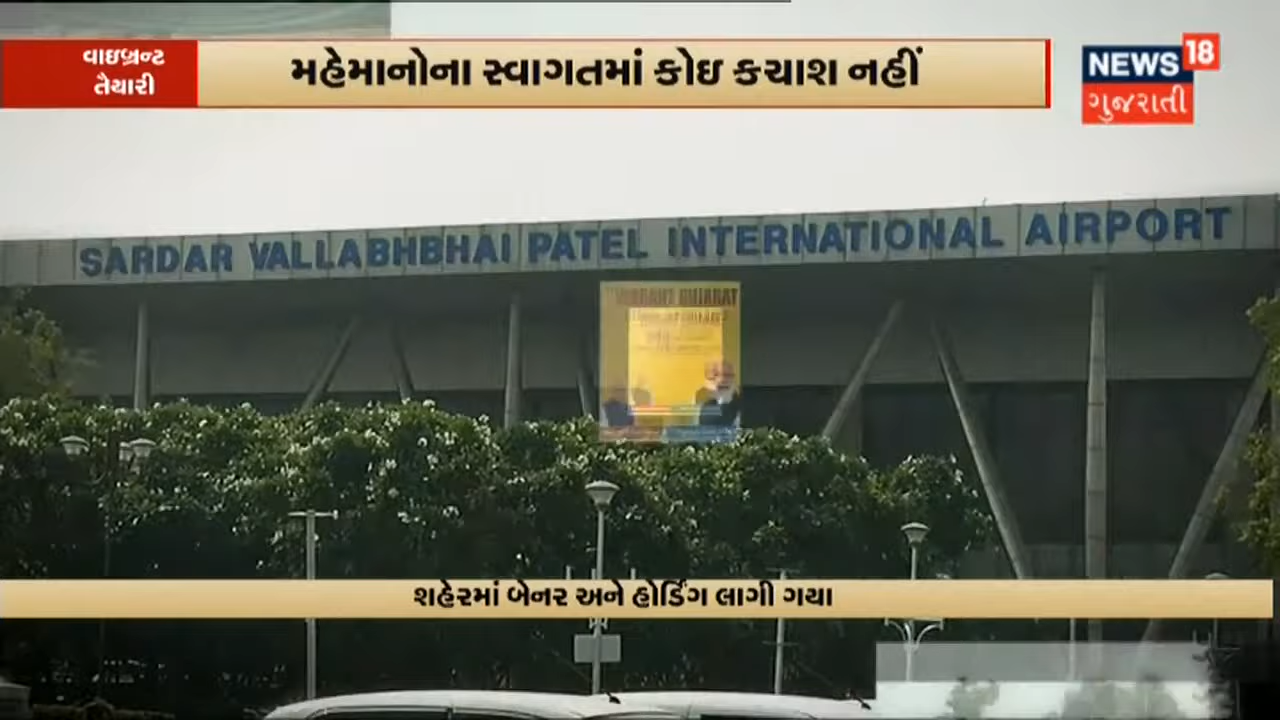 વાઇબ્રન્ટ
તૈયારી
મહેમાનોના સ્વાગતમાં કોઇ કચાશ નહીં
NEWS 18
ગુજરાતી
SARDAR VALLABHBHAI PATEL INTERNATIONAL AIRPORT
VIBRANT GUJARAT
શહેરમાં બેનર અને હોર્ડિંગ લાગી ગયા